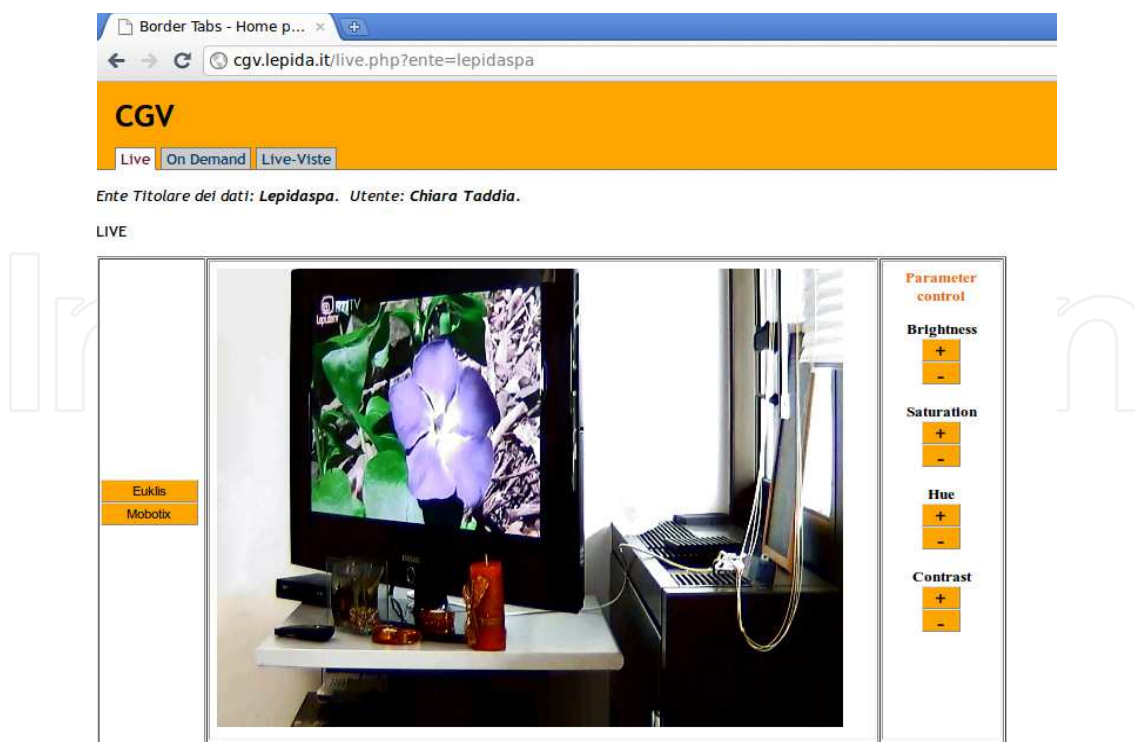 Border Tabs - Home p...
cgv.lepida.it/live.php?ente=lepidaspa
CGV
Live
On Demand
Live-Viste
Ente Titolare dei dati: Lepidaspa. Utente: Chiara Taddia.
LIVE
Euklis
Mobotix
TV
Parameter
control
Brightness
+
-
Saturation
+
-
Hue
+
-
Contrast
+
-